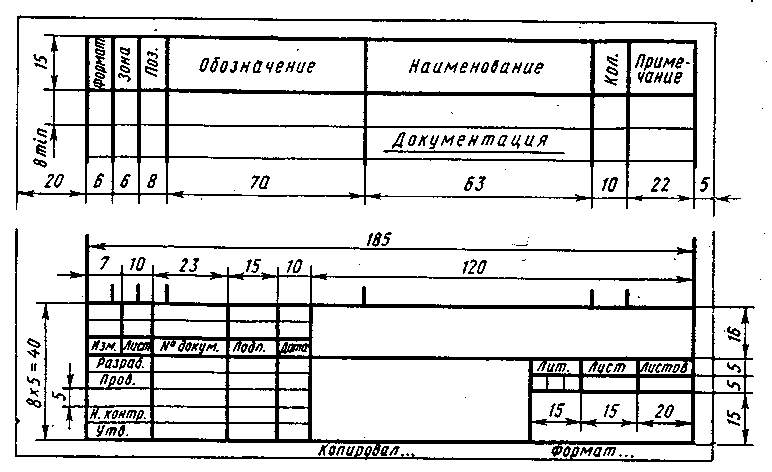 15 Формат Зона Поз. Обозначение Наименование Кол. Приме-
чание
8 min Документация
20 6 6 8 70 63 10 22 5
185
7 10 23 15 10 120
8×5=40 16
Изм. Лист № докум. Подп. Дата
Разраб. Лит. Лист Листов 5
Пров. 5
5 15 15 20 15
Н. контр.
Утв.
Копировал... Формат...